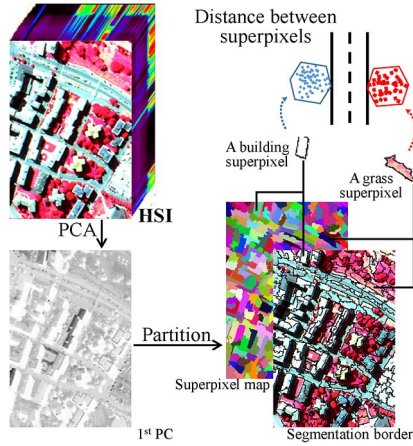 Distance between
superpixels
A building
superpixel
A grass
superpixel
HSI
PCA
Partition
Superpixel map
1st PC
Segmentation border